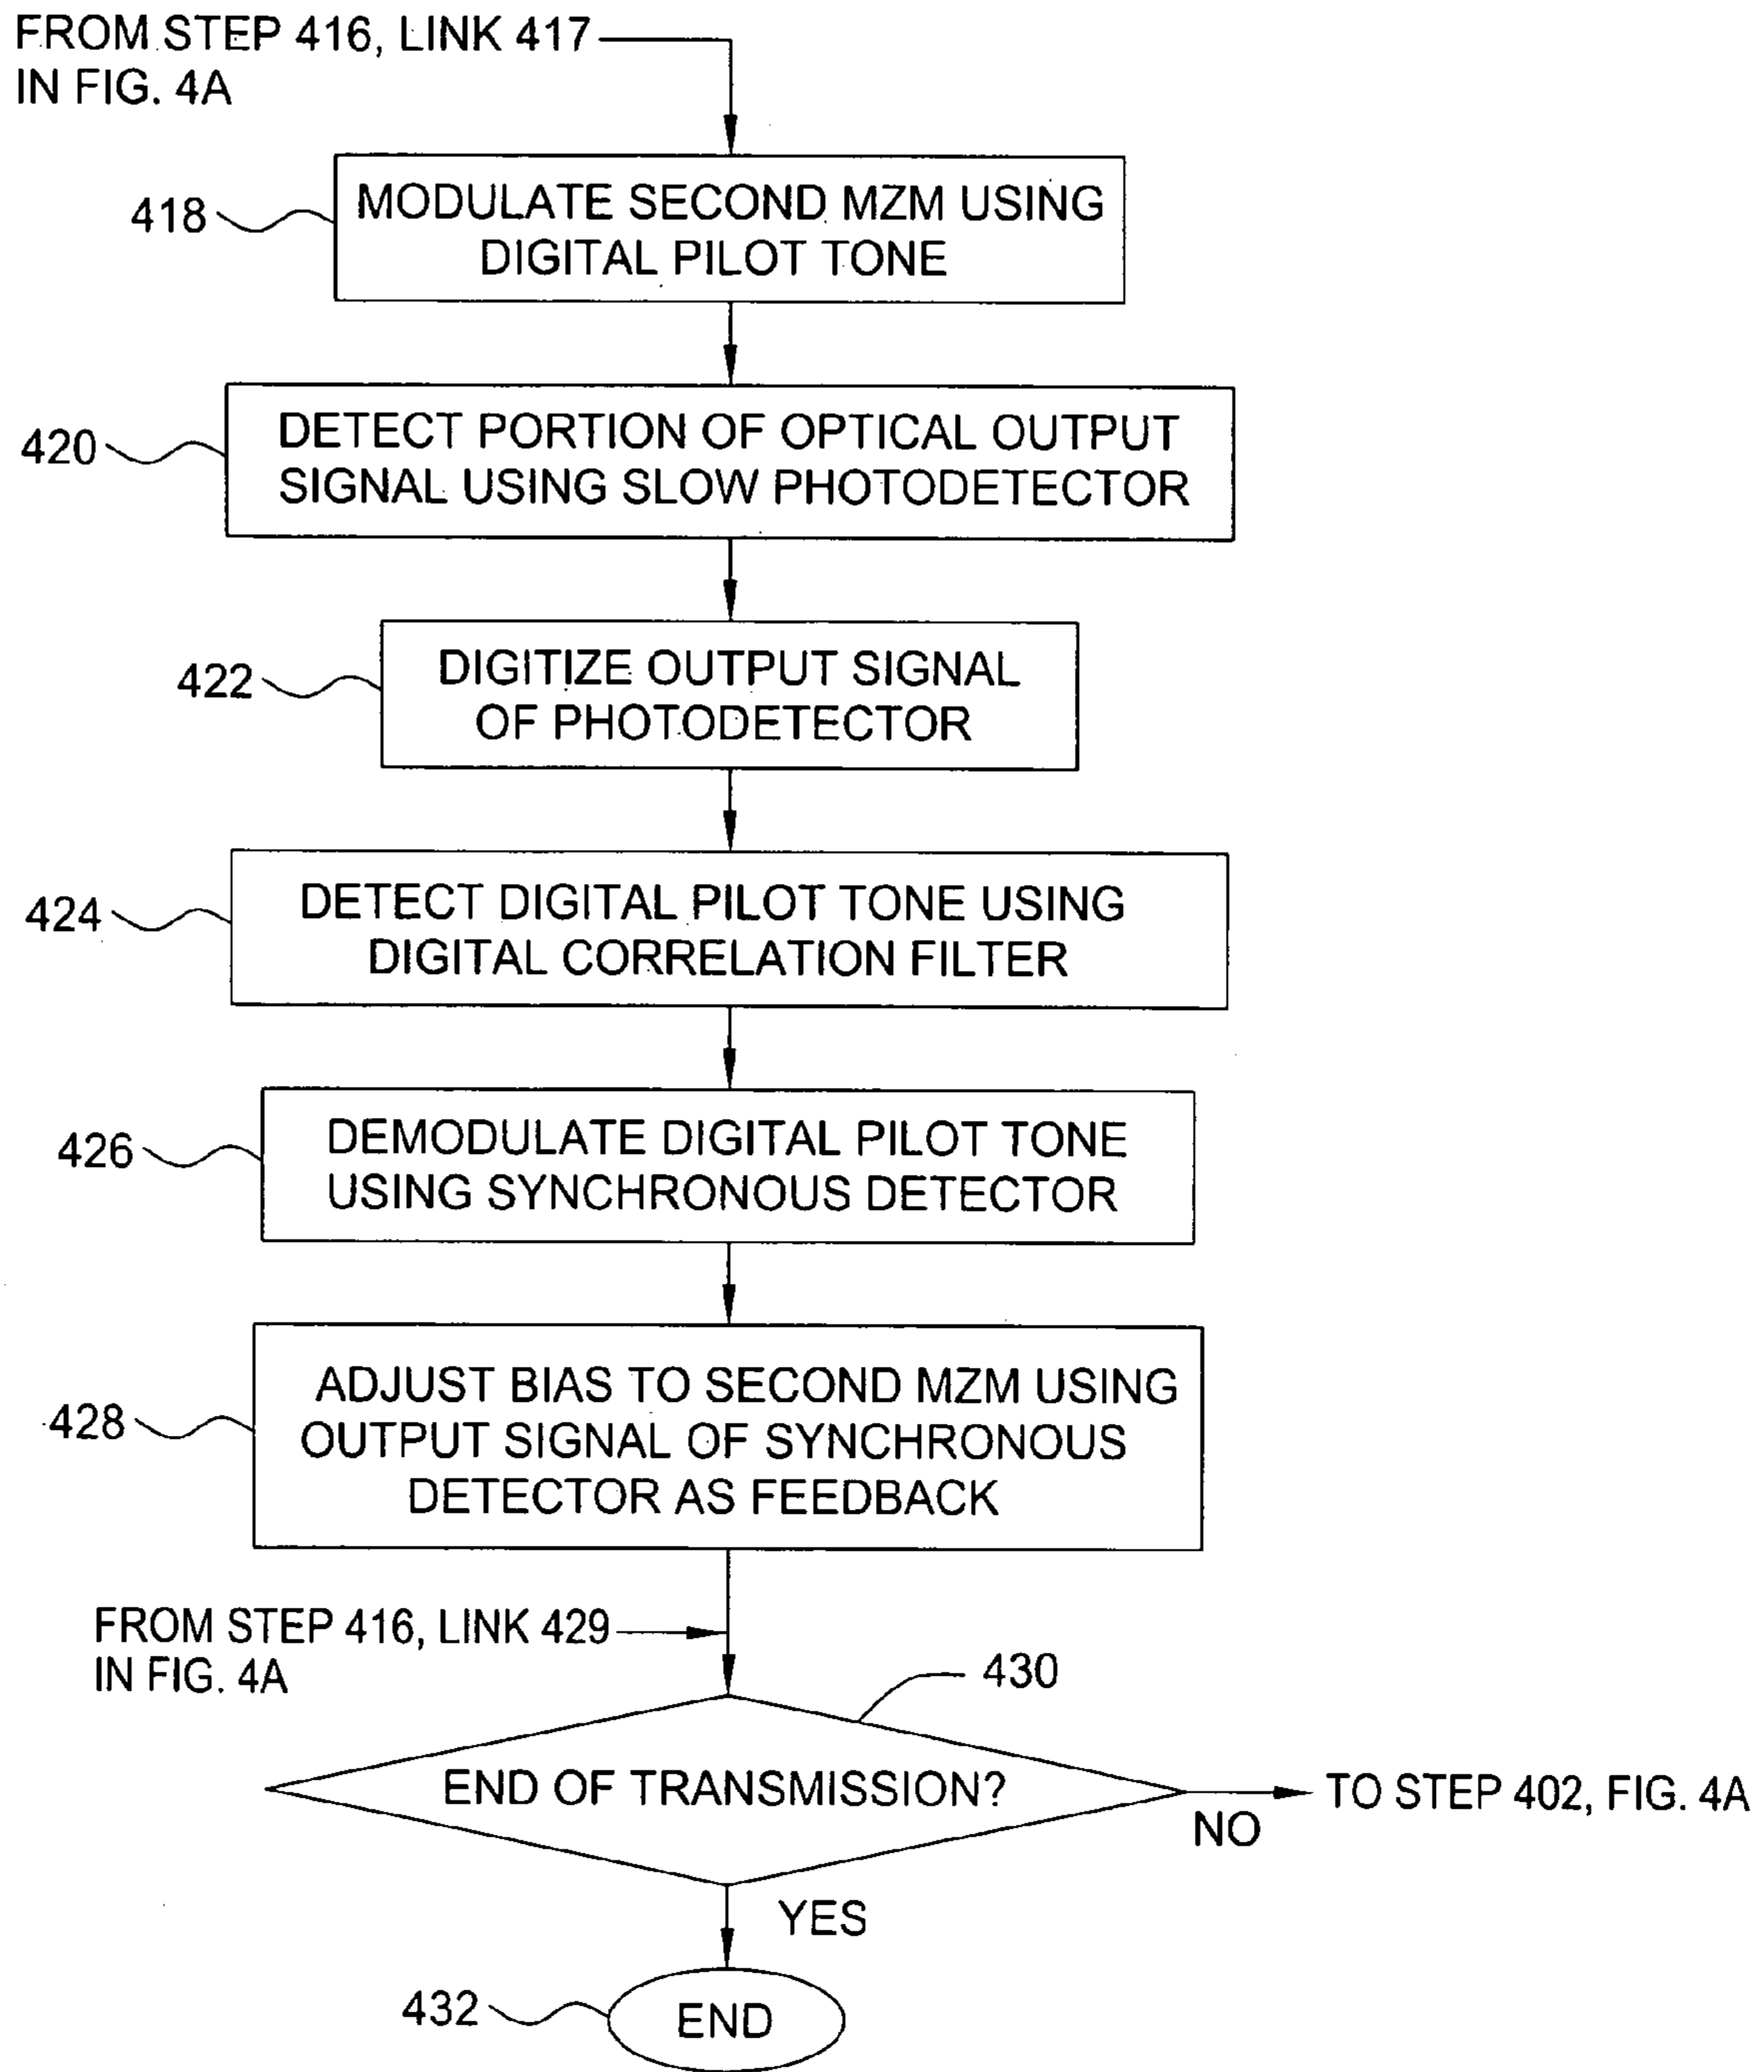 FROM STEP 416, LINK 417
IN FIG. 4A
418
MODULATE SECOND MZM USING
DIGITAL PILOT TONE
420
DETECT PORTION OF OPTICAL OUTPUT
SIGNAL USING SLOW PHOTODETECTOR
422
DIGITIZE OUTPUT SIGNAL
OF PHOTODETECTOR
424
DETECT DIGITAL PILOT TONE USING
DIGITAL CORRELATION FILTER
426
DEMODULATE DIGITAL PILOT TONE
USING SYNCHRONOUS DETECTOR
428
ADJUST BIAS TO SECOND MZM USING
OUTPUT SIGNAL OF SYNCHRONOUS
DETECTOR AS FEEDBACK
FROM STEP 416, LINK 429
IN FIG. 4A
430
END OF TRANSMISSION?
NO
TO STEP 402, FIG. 4A
YES
432
END